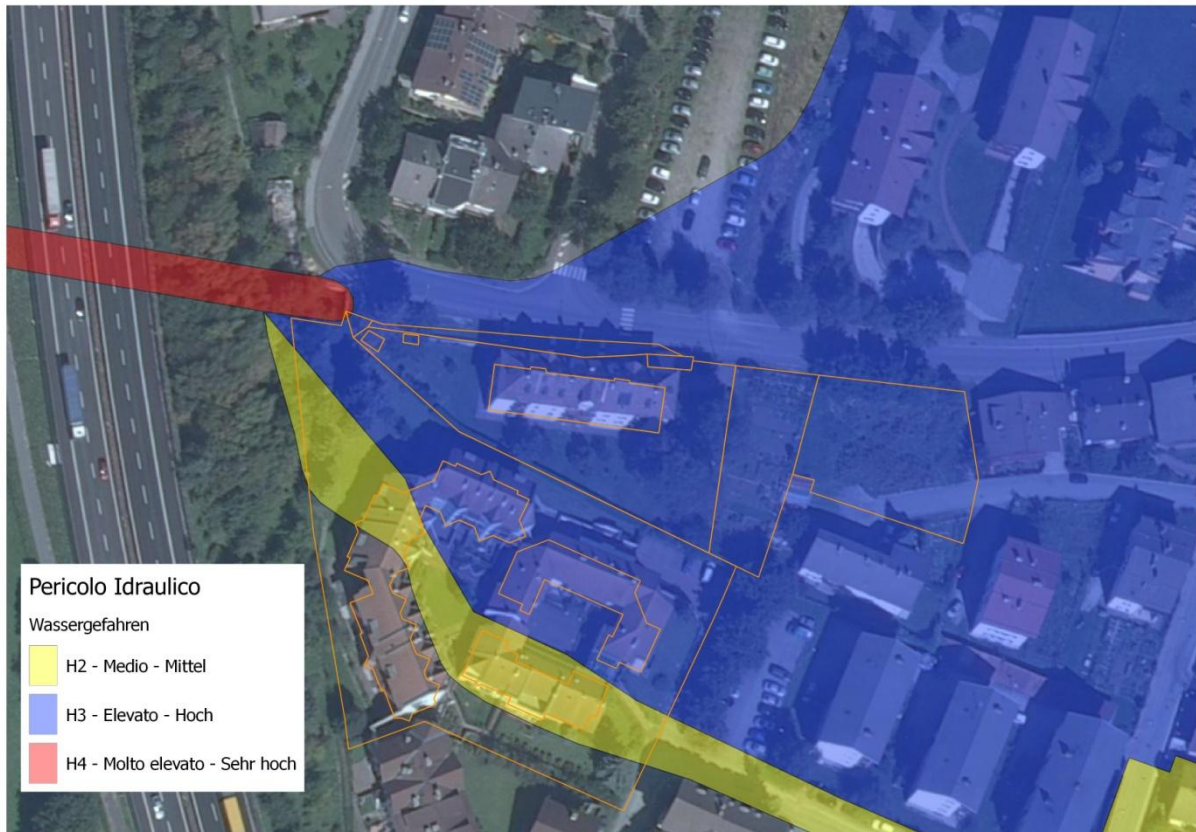 Pericolo Idraulico
Wassergefahren
H2 - Medio - Mittel
H3 - Elevato - Hoch
H4 - Molto elevato - Sehr hoch